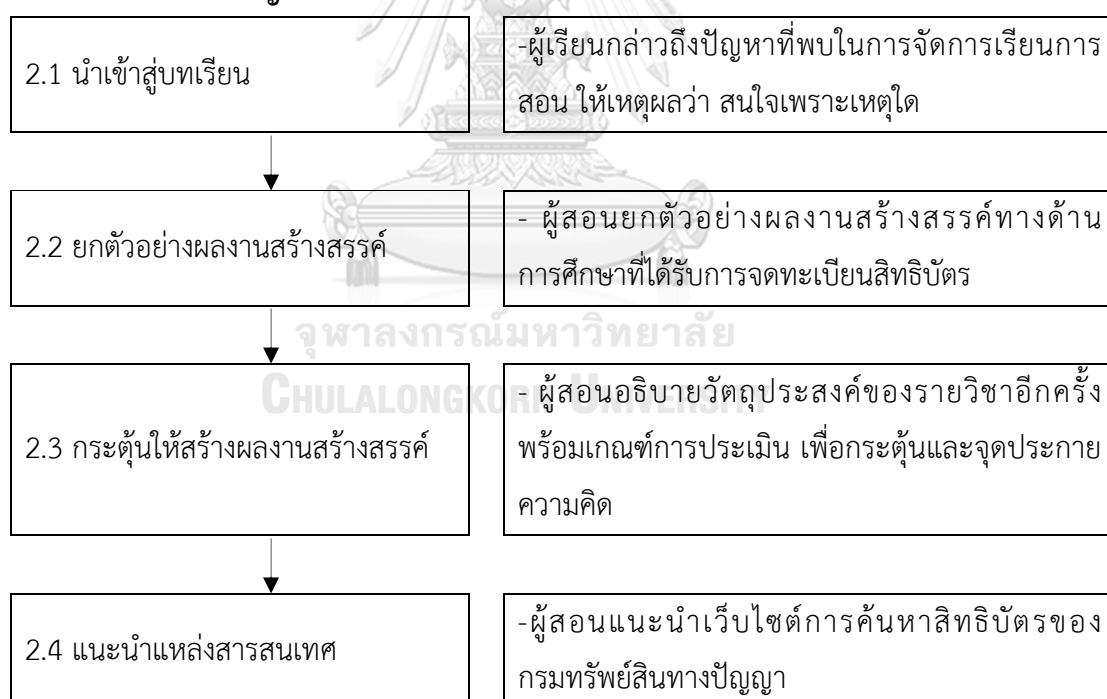 2.1 นำเข้าสู่บทเรียน
-ผู้เรียนกล่าวถึงปัญหาที่พบในการจัดการเรียนการ
สอน ให้เหตุผลว่า สนใจเพราะเหตุใด
2.2 ยกตัวอย่างผลงานสร้างสรรค์
- ผู้สอนยกตัวอย่างผลงานสร้างสรรค์ทางด้าน
การศึกษาที่ได้รับการจดทะเบียนสิทธิบัตร
จุฬาลงกรณ์มหาวิทยาลัย
CHULALONGKORN UNIVERSITY
2.3 กระตุ้นให้สร้างผลงานสร้างสรรค์
- ผู้สอนอธิบายวัตถุประสงค์ของรายวิชาอีกครั้ง
พร้อมเกณฑ์การประเมิน เพื่อกระตุ้นและจุดประกาย
ความคิด
2.4 แนะนำแหล่งสารสนเทศ
-ผู้สอนแนะนำเว็บไซต์การค้นหาสิทธิบัตรของ
กรมทรัพย์สินทางปัญญา